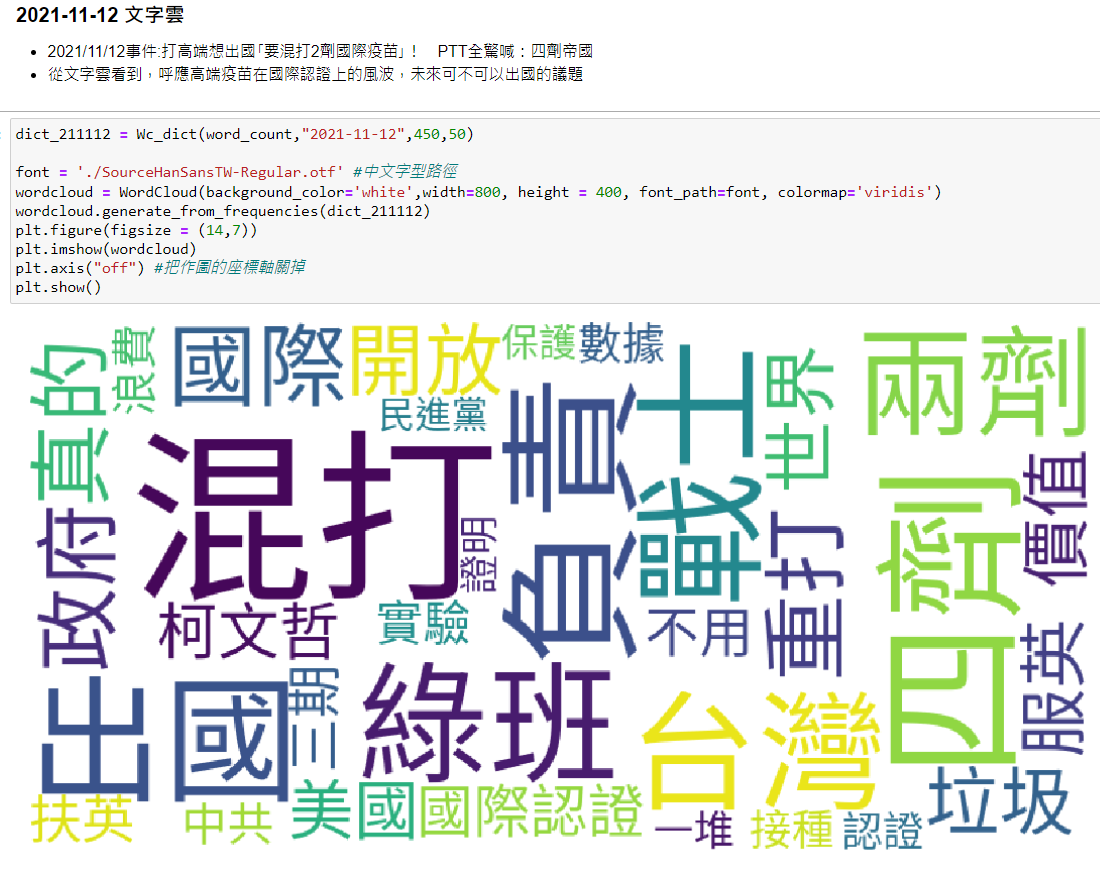 2021-11-12 文字雲
• 2021/11/12事件:打高端想出國「要混打2劑國際疫苗」！　PTT全驚喊：四劑帝國
• 從文字雲看到，呼應高端疫苗在國際認證上的風波，未來可不可以出國的議題
dict_211112 = Wc_dict(word_count,"2021-11-12",450,50)
font = './SourceHanSansTW-Regular.otf' #中文字型路徑
wordcloud = WordCloud(background_color='white',width=800, height = 400, font_path=font, colormap='viridis')
wordcloud.generate_from_frequencies(dict_211112)
plt.figure(figsize = (14,7))
plt.imshow(wordcloud)
plt.axis("off") #把作圖的座標軸關掉
plt.show()
真的
浪費
國際
開放
保護
數據
民進黨
負責
戰士
世界
兩劑
混打
證明
政府
柯文哲
實驗
不用
重打
四劑
價值
服英
出國
三期
綠班
台灣
垃圾
扶英
中共
美國
國際認證
一堆
接種
認證